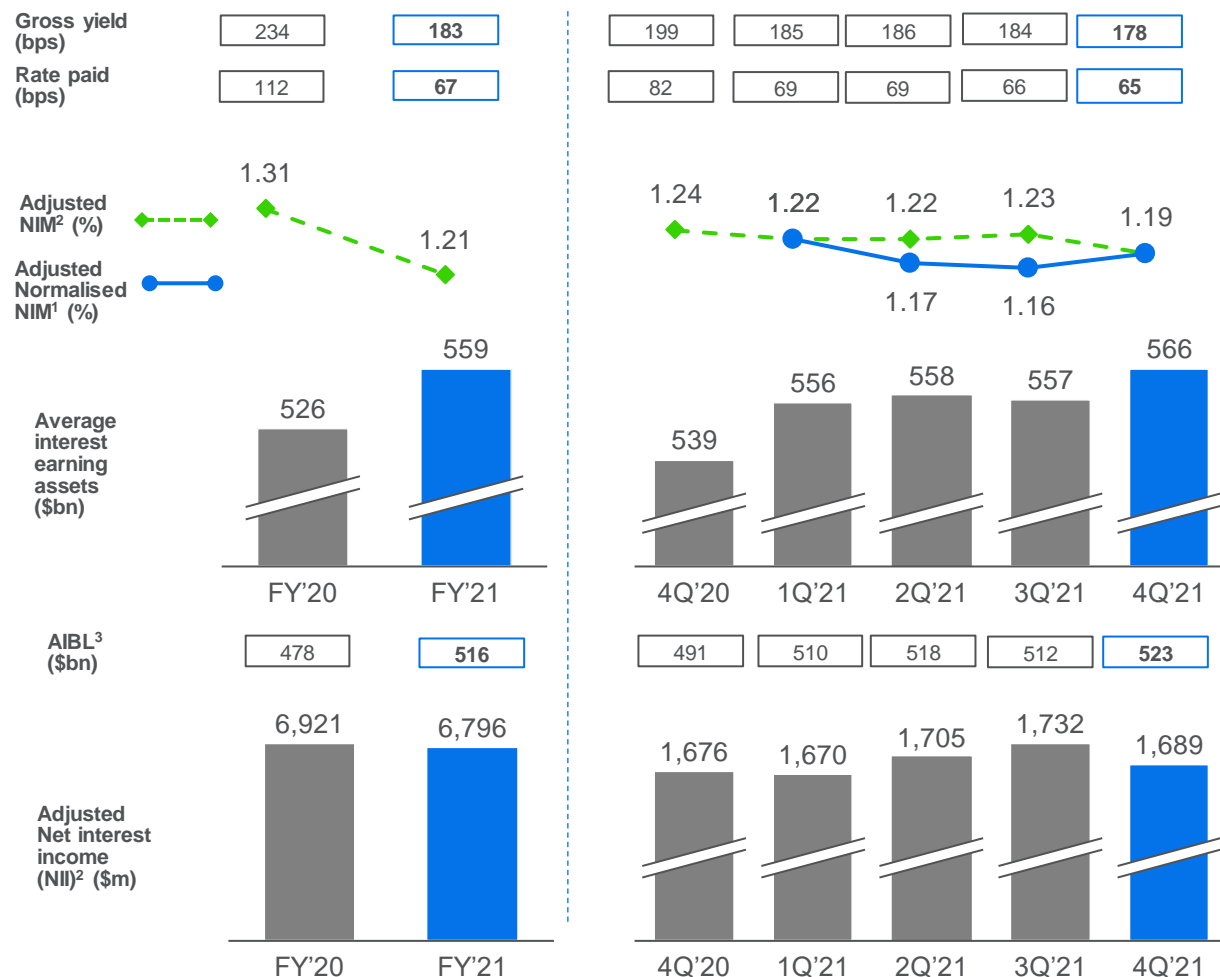 Gross yield
(bps)
234
183
199
185
186
184
178
Rate paid
(bps)
112
67
82
69
69
66
65
Adjusted
NIM² (%)
1.31
1.21
1.24
1.22
1.22
1.23
1.19
Adjusted
Normalised
NIM¹ (%)
1.17
1.16
Average
interest
earning
assets
($bn)
526
559
539
556
558
557
566
FY'20
FY'21
4Q'20
1Q'21
2Q'21
3Q'21
4Q'21
AIBL³
($bn)
478
516
491
510
518
512
523
Adjusted
Net interest
income
(NII)² ($m)
6,921
6,796
1,676
1,670
1,705
1,732
1,689
FY'20
FY'21
4Q'20
1Q'21
2Q'21
3Q'21
4Q'21